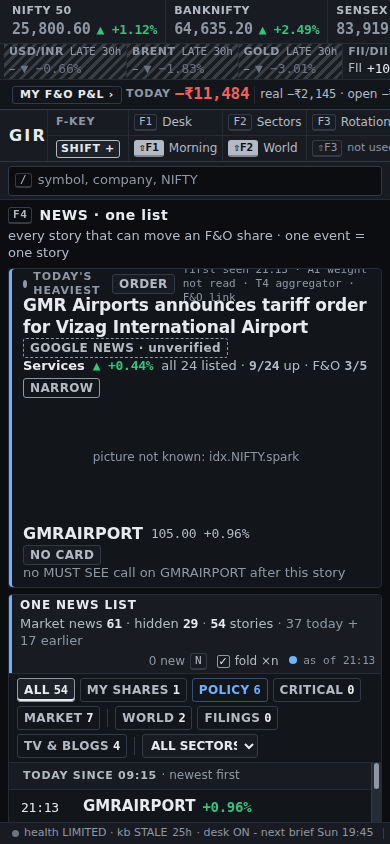 NIFTY 50 BANKNIFTY SENSEX
25,800.60 ▲ +1.12% 64,635.20 ▲ +2.49% 83,919
USD/INR LATE 30h BRENT LATE 30h GOLD LATE 30h FII/DII
— ▼ −0.66% — ▼ −1.83% — ▼ −3.01% FII +10
MY F&O P&L › TODAY −₹11,484 real −₹2,145 · open −₹
GIR F-KEY F1 Desk F2 Sectors F3 Rotation
SHIFT + ⇧F1 Morning ⇧F2 World ⇧F3 not used
/ symbol, company, NIFTY
F4 NEWS · one list
every story that can move an F&O share · one event =
one story
TODAY'S HEAVIEST ORDER first seen 21:13 · AI weight not read · T4 aggregator · F&O link
GMR Airports announces tariff order
for Vizag International Airport
GOOGLE NEWS · unverified
Services ▲ +0.44% all 24 listed · 9/24 up · F&O 3/5
NARROW
picture not known: idx.NIFTY.spark
GMRAIRPORT 105.00 +0.96%
NO CARD
no MUST SEE call on GMRAIRPORT after this story
ONE NEWS LIST
Market news 61 · hidden 29 · 54 stories · 37 today +
17 earlier
0 new N ✓ fold ×n as of 21:13
ALL 54 MY SHARES 1 POLICY 6 CRITICAL 0
MARKET 7 WORLD 2 FILINGS 0
TV & BLOGS 4 ALL SECTORS
TODAY SINCE 09:15 · newest first
21:13 GMRAIRPORT +0.96%
health LIMITED · kb STALE 25h · desk ON - next brief Sun 19:45